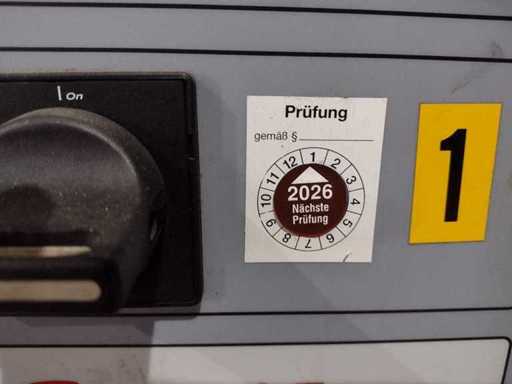 I on
Prüfung
gemäß §
1 2 3 4 5 6 7 8 9 10 11 12
2026
Nächste
Prüfung
1